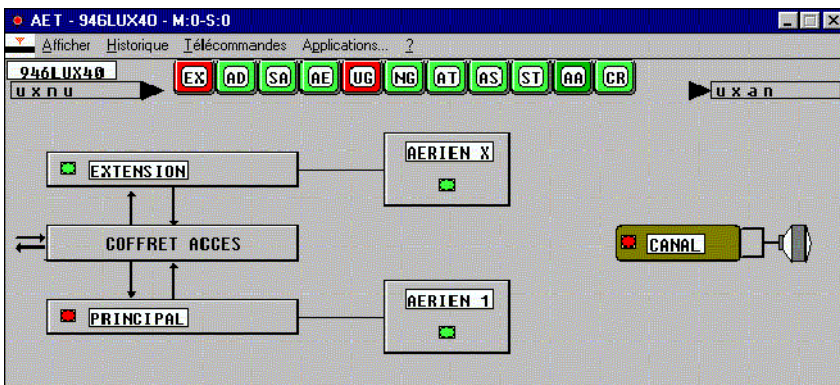 AET - 946LUX40 - M:0-S:0
Afficher Historique Télécommandes Applications... ?
946LUX40
uxnu
EX AD SA AE UG NG AT AS ST AA CR
uxan
EXTENSION
AERIEN X
COFFRET ACCES
CANAL
PRINCIPAL
AERIEN 1